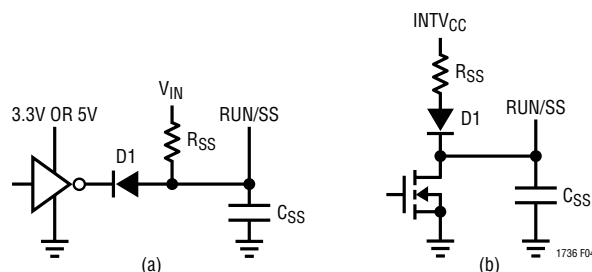 3.3V OR 5V
D1
V_IN
R_SS
RUN/SS
C_SS
(a)
INTV_CC
R_SS
D1
RUN/SS
C_SS
(b)
1736 F04